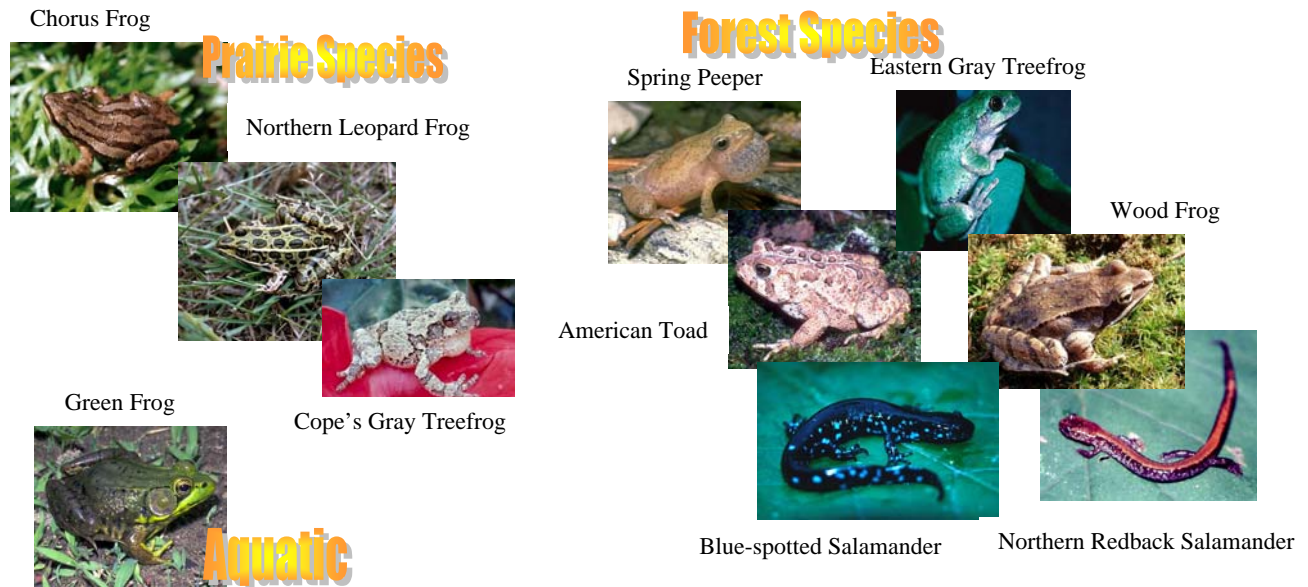 Chorus Frog
Prairie Species
Northern Leopard Frog
Cope's Gray Treefrog
Green Frog
Aquatic
Forest Species
Spring Peeper
Eastern Gray Treefrog
Wood Frog
American Toad
Blue-spotted Salamander
Northern Redback Salamander